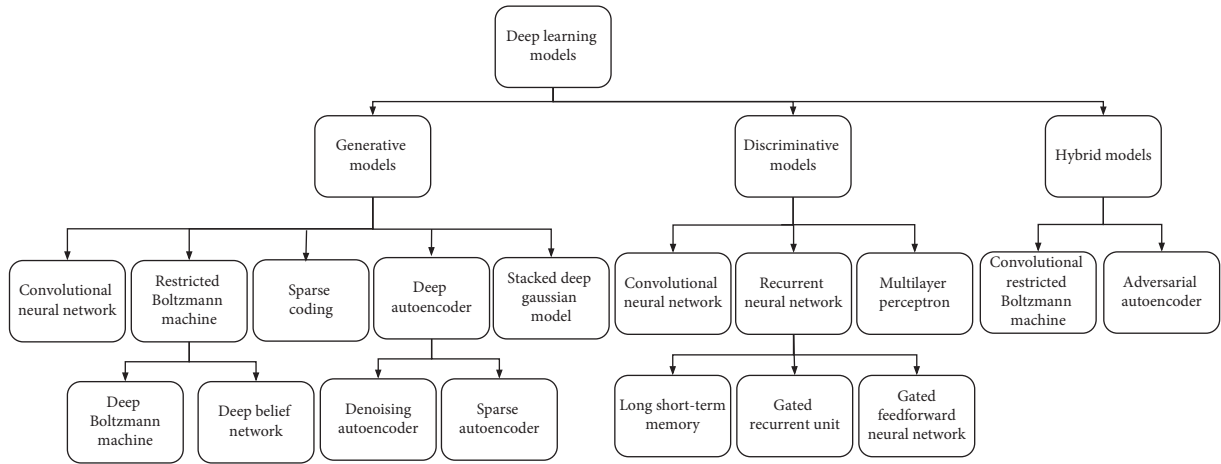 Deep learning
models
Generative
models
Discriminative
models
Hybrid models
Convolutional
neural network
Restricted
Boltzmann
machine
Sparse
coding
Deep
autoencoder
Stacked deep
gaussian
model
Convolutional
neural network
Recurrent
neural network
Multilayer
perceptron
Convolutional
restricted
Boltzmann
machine
Adversarial
autoencoder
Deep
Boltzmann
machine
Deep belief
network
Denoising
autoencoder
Sparse
autoencoder
Long short-term
memory
Gated
recurrent unit
Gated
feedforward
neural network